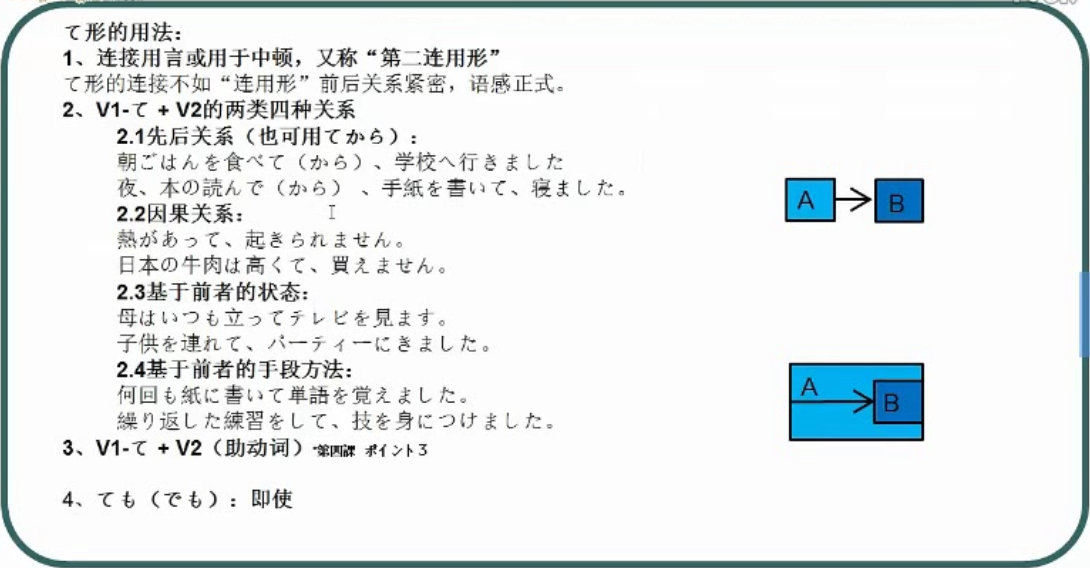 て形的用法：
1、连接用言或用于中顿，又称“第二连用形”
て形的连接不如“连用形”前后关系紧密，语感正式。
2、V1-て + V2的两类四种关系
2.1先后关系（也可用てから）：
朝ごはんを食べて（から）、学校へ行きました
夜、本の読んで（から） 、手紙を書いて、寝ました。
2.2因果关系：
熱があって、起きられません。
日本の牛肉は高くて、買えません。
2.3基于前者的状态：
母はいつも立ってテレビを見ます。
子供を連れて、パーティーにきました。
2.4基于前者的手段方法：
何回も紙に書いて単語を覚えました。
繰り返した練習をして、技を身につけました。
3、V1-て + V2（助动词）-第四課 ポイント3
4、ても（でも）：即使
A
B
A
B